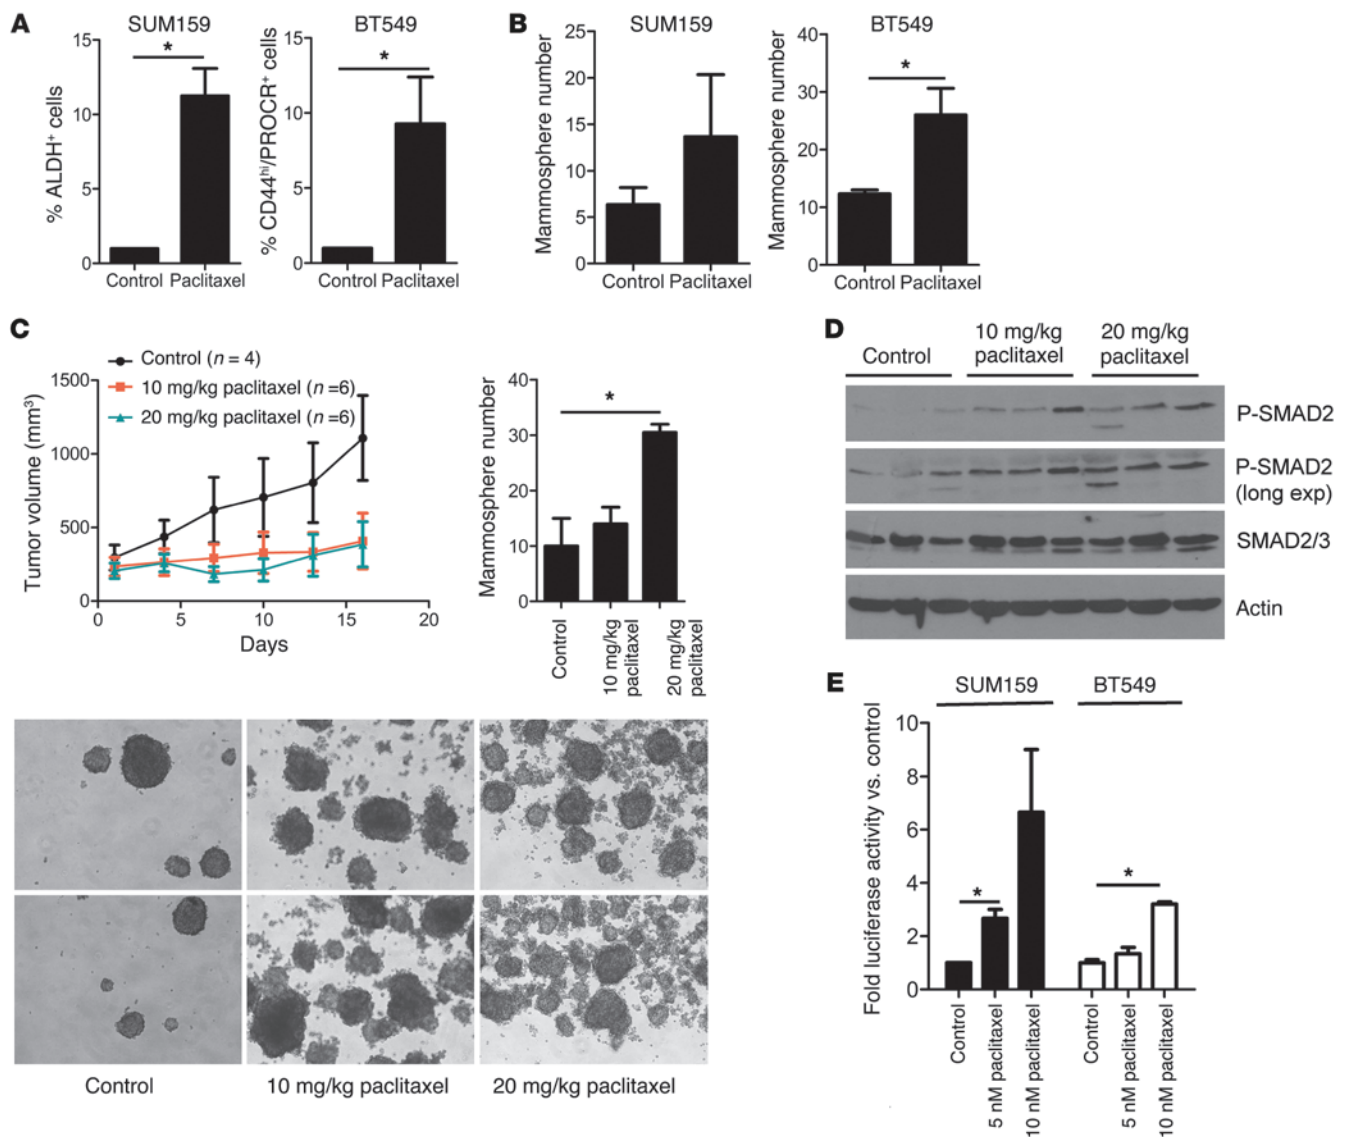 A
SUM159
BT549
% ALDH⁺ cells
15
10
5
0
*
Control Paclitaxel
% CD44ʰⁱ/PROCR⁺ cells
15
10
5
0
*
Control Paclitaxel
B
SUM159
BT549
Mammosphere number
25
20
15
10
5
0
Control Paclitaxel
Mammosphere number
40
30
20
10
0
*
Control Paclitaxel
C
Control (n = 4)
10 mg/kg paclitaxel (n =6)
20 mg/kg paclitaxel (n =6)
Tumor volume (mm³)
1500
1000
500
0
0 5 10 15 20
Days
Mammosphere number
40
30
20
10
0
*
Control
10 mg/kg
paclitaxel
20 mg/kg
paclitaxel
Control
10 mg/kg paclitaxel
20 mg/kg paclitaxel
D
Control
10 mg/kg
paclitaxel
20 mg/kg
paclitaxel
P-SMAD2
P-SMAD2
(long exp)
SMAD2/3
Actin
E
SUM159
BT549
Fold luciferase activity vs. control
10
8
6
4
2
0
*
*
Control
5 nM paclitaxel
10 nM paclitaxel
Control
5 nM paclitaxel
10 nM paclitaxel